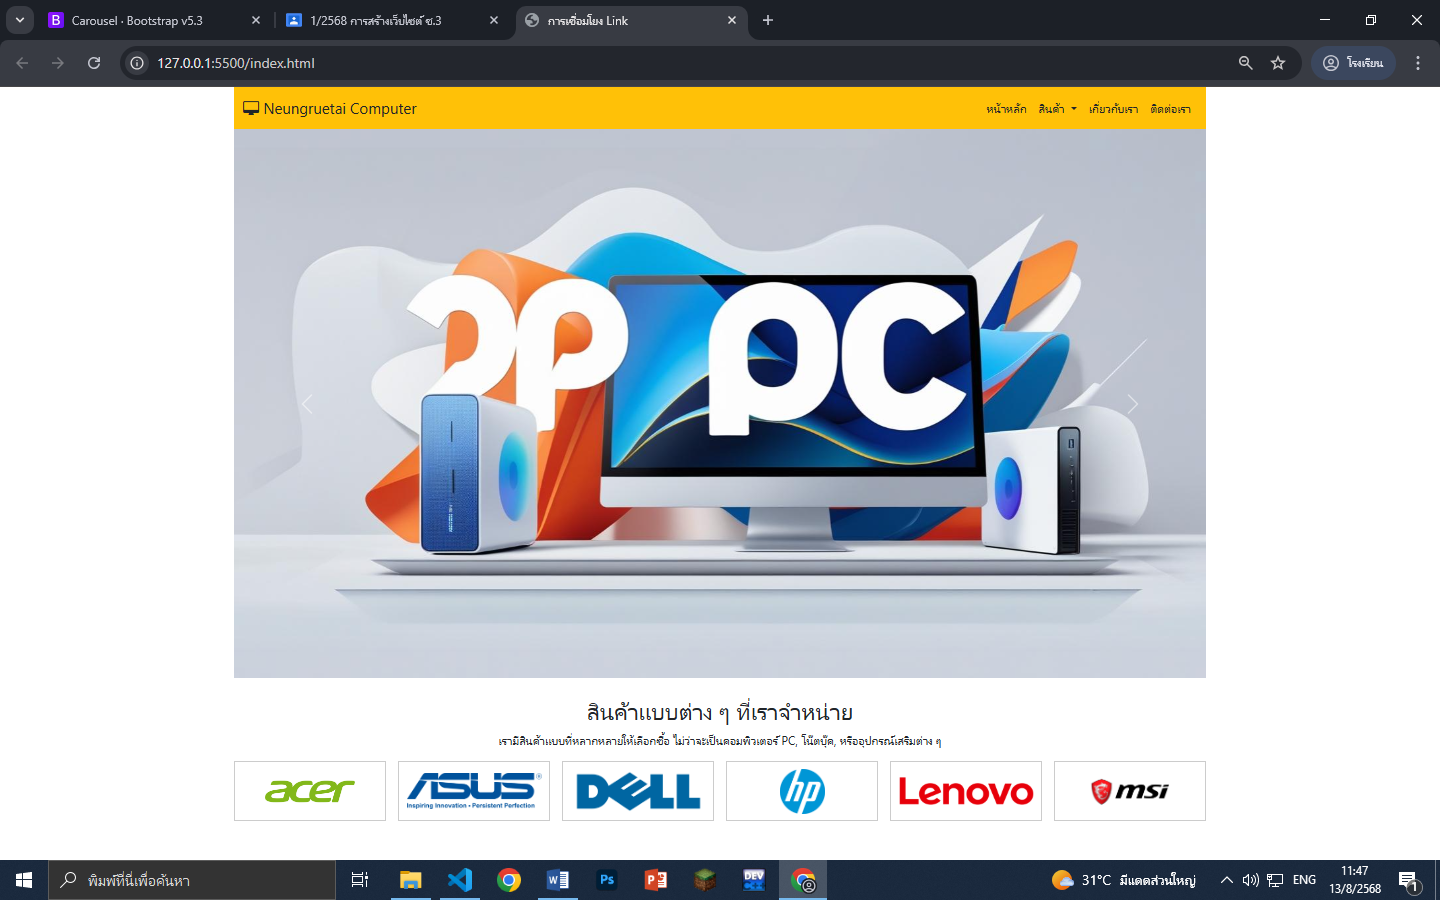 Carousel · Bootstrap v5.3
1/2568 การสร้างเว็บไซต์ ซ.3
การเชื่อมโยง Link
127.0.0.1:5500/index.html
โรงเรียน
Neungruetai Computer
หน้าหลัก สินค้า เกี่ยวกับเรา ติดต่อเรา
2P PC
สินค้าแบบต่าง ๆ ที่เราจำหน่าย
เรามีสินค้าแบบที่หลากหลายให้เลือกซื้อ ไม่ว่าจะเป็นคอมพิวเตอร์ PC, โน๊ตบุ๊ค, หรืออุปกรณ์เสริมต่าง ๆ
acer
ASUS®
Inspiring Innovation • Persistent Perfection
DELL
hp
Lenovo
msi
พิมพ์ที่นี่เพื่อค้นหา
31°C มีแดดส่วนใหญ่
ENG
11:47
13/8/2568
1